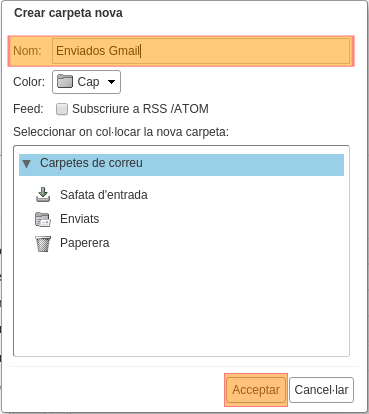 Crear carpeta nova
Nom: Enviados Gmail
Color: Cap
Feed: Subscriure a RSS /ATOM
Seleccionar on col·locar la nova carpeta:
Carpetes de correu
Safata d'entrada
Enviats
Paperera
Acceptar Cancel·lar